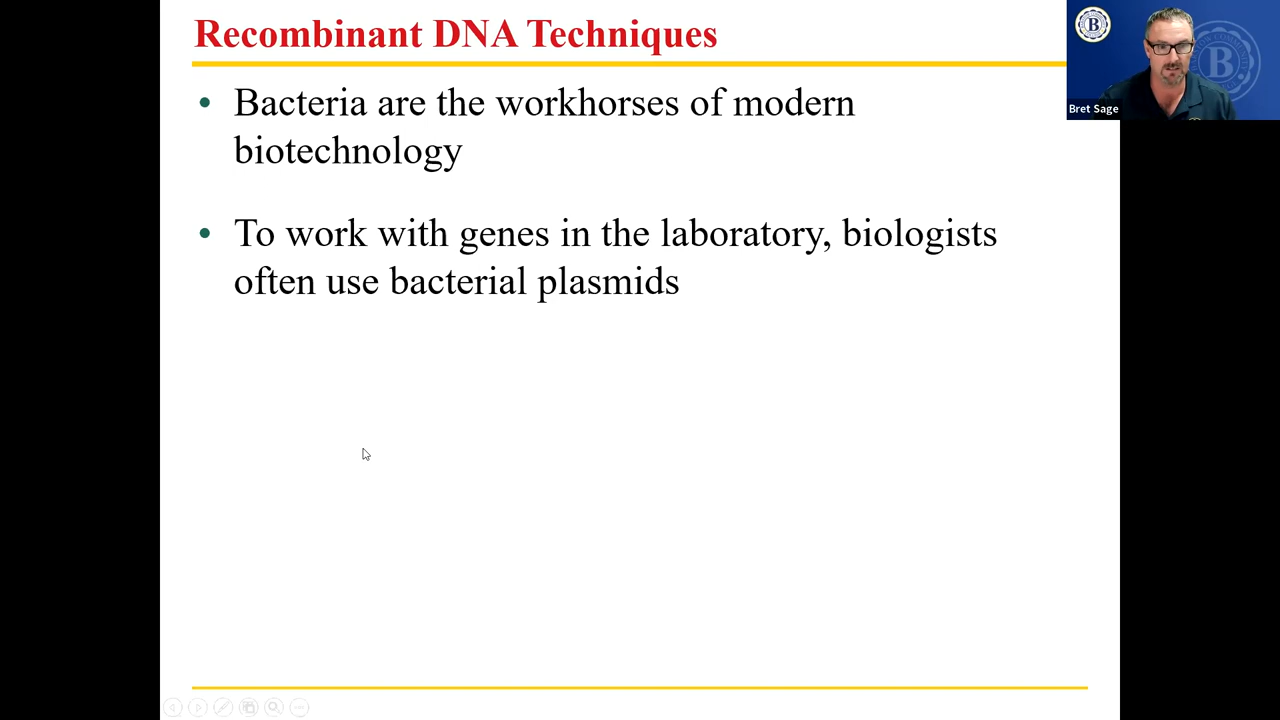 Recombinant DNA Techniques
• Bacteria are the workhorses of modern
biotechnology
• To work with genes in the laboratory, biologists
often use bacterial plasmids
B
B
Bret Sage